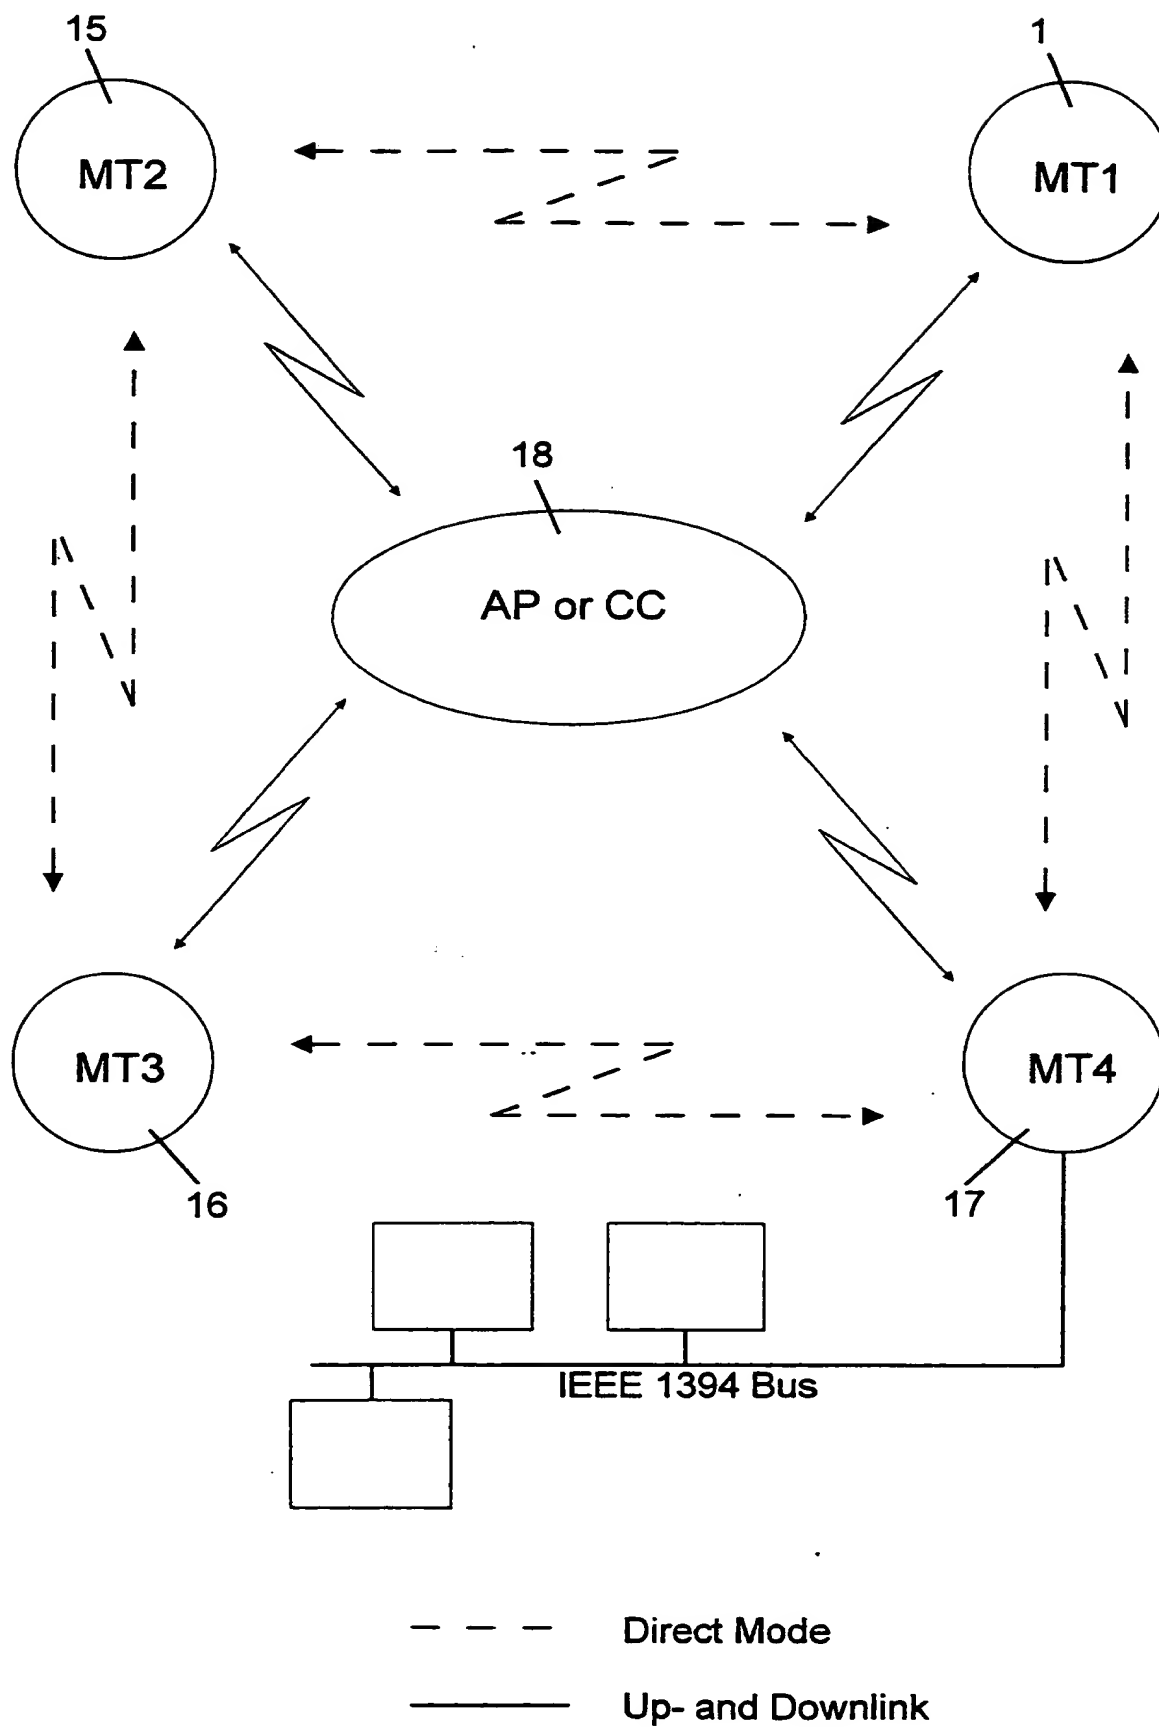 15
1
MT2
MT1
18
AP or CC
MT3
MT4
16
17
IEEE 1394 Bus
Direct Mode
Up- and Downlink